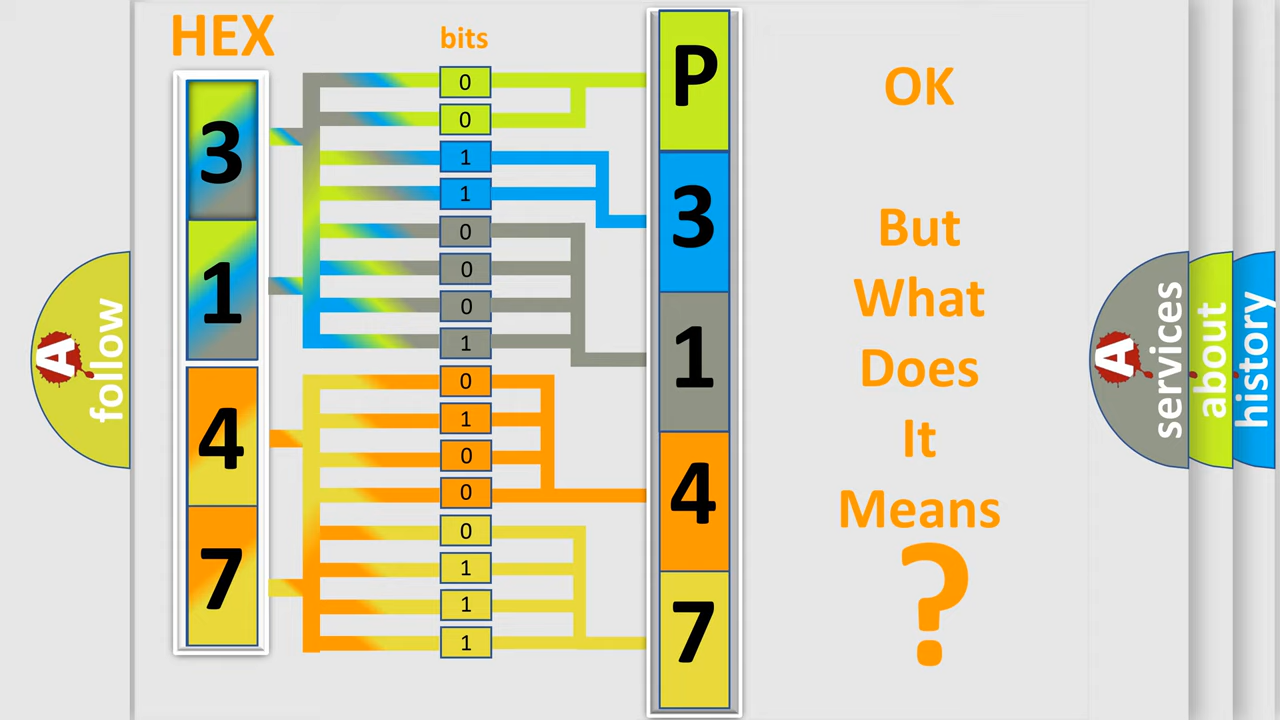 HEX
bits
3
1
4
7
0
0
1
1
0
0
0
1
0
1
0
0
0
1
1
1
P
3
1
4
7
OK
But
What
Does
It
Means
?
A
follow
A
services
about
history